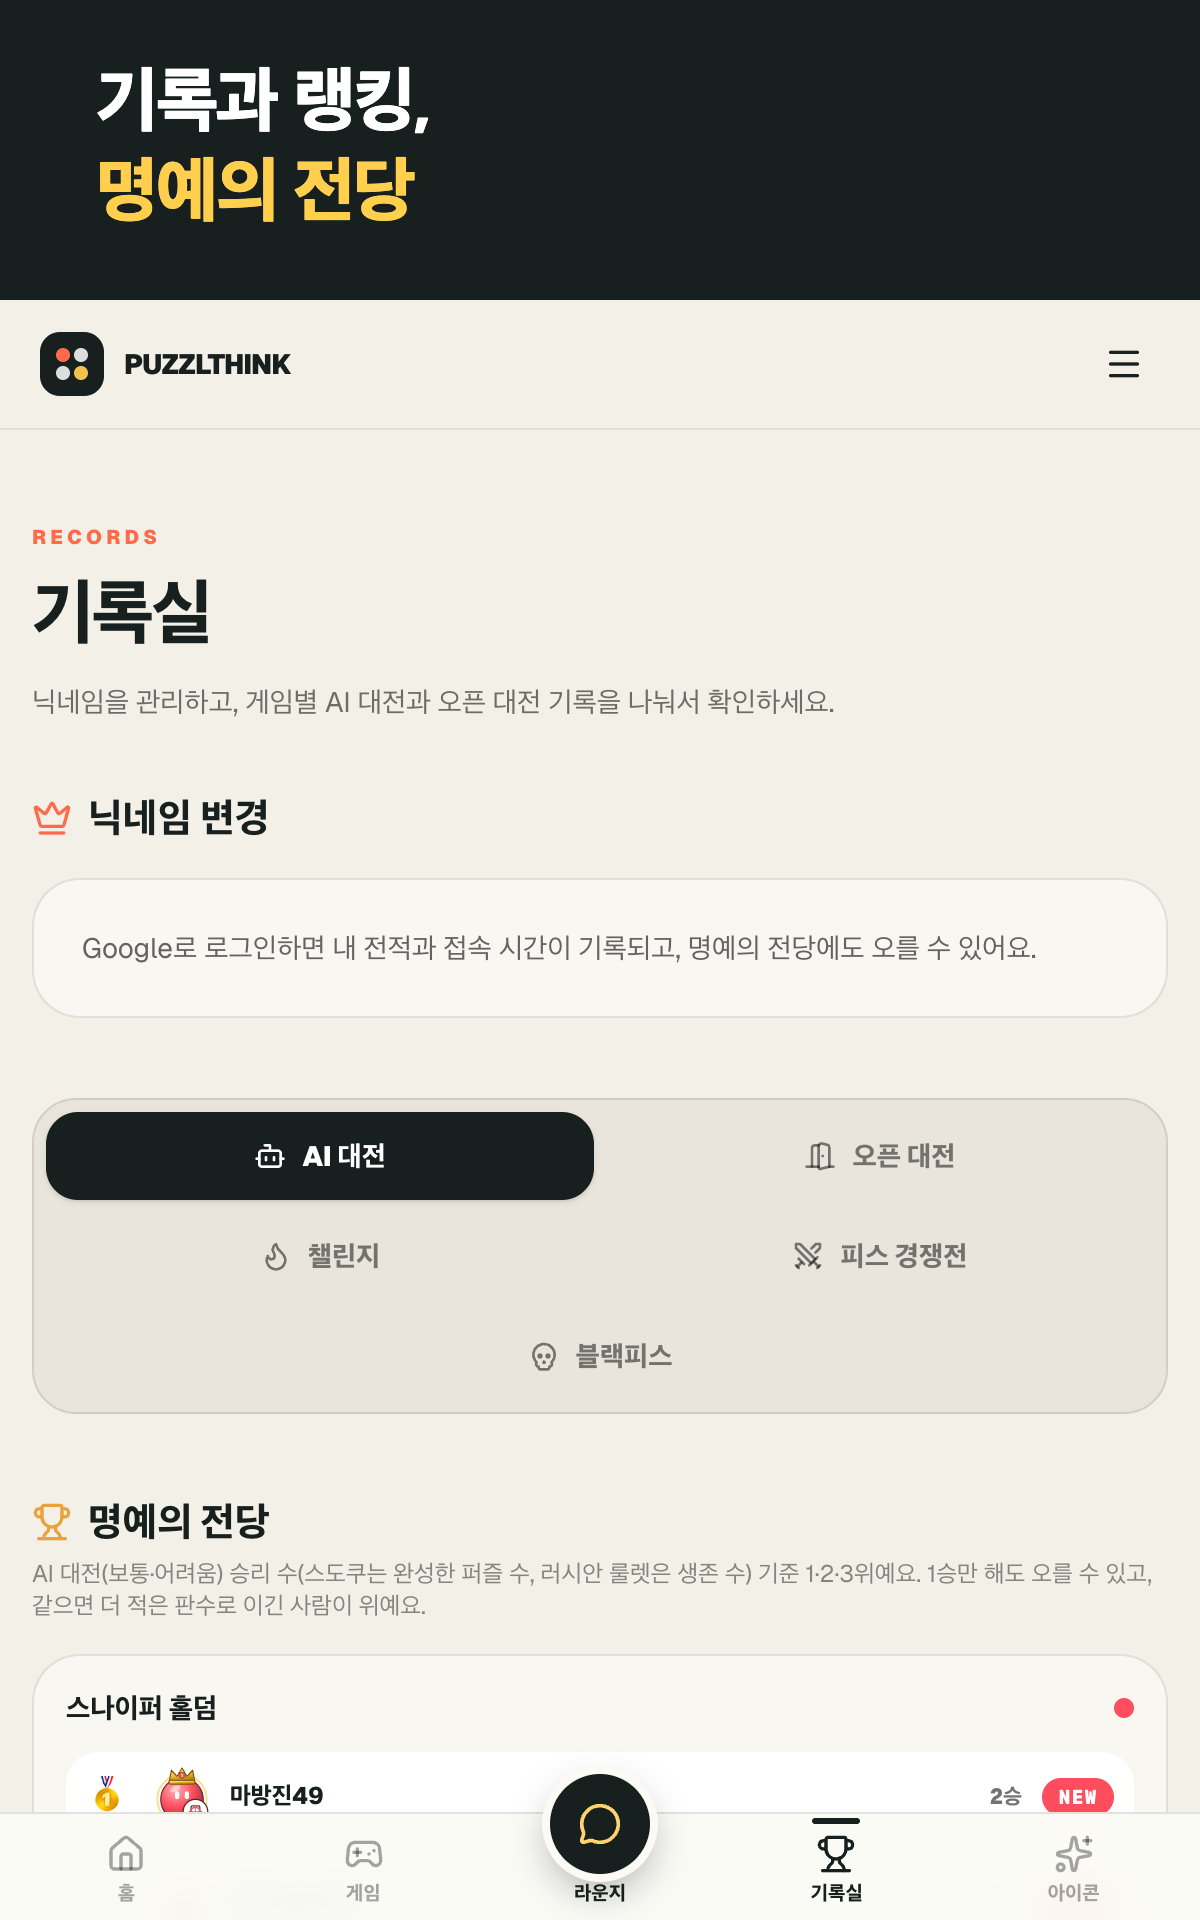 기록과 랭킹,
명예의 전당
PUZZLTHINK
RECORDS
기록실
닉네임을 관리하고, 게임별 AI 대전과 오픈 대전 기록을 나눠서 확인하세요.
닉네임 변경
Google로 로그인하면 내 전적과 접속 시간이 기록되고, 명예의 전당에도 오를 수 있어요.
AI 대전
오픈 대전
챌린지
피스 경쟁전
블랙피스
명예의 전당
AI 대전(보통·어려움) 승리 수(스도쿠는 완성한 퍼즐 수, 러시안 룰렛은 생존 수) 기준 1·2·3위예요. 1승만 해도 오를 수 있고,
같으면 더 적은 판수로 이긴 사람이 위예요.
스나이퍼 홀덤
1
마방진49
2승
NEW
홈
게임
라운지
기록실
아이콘